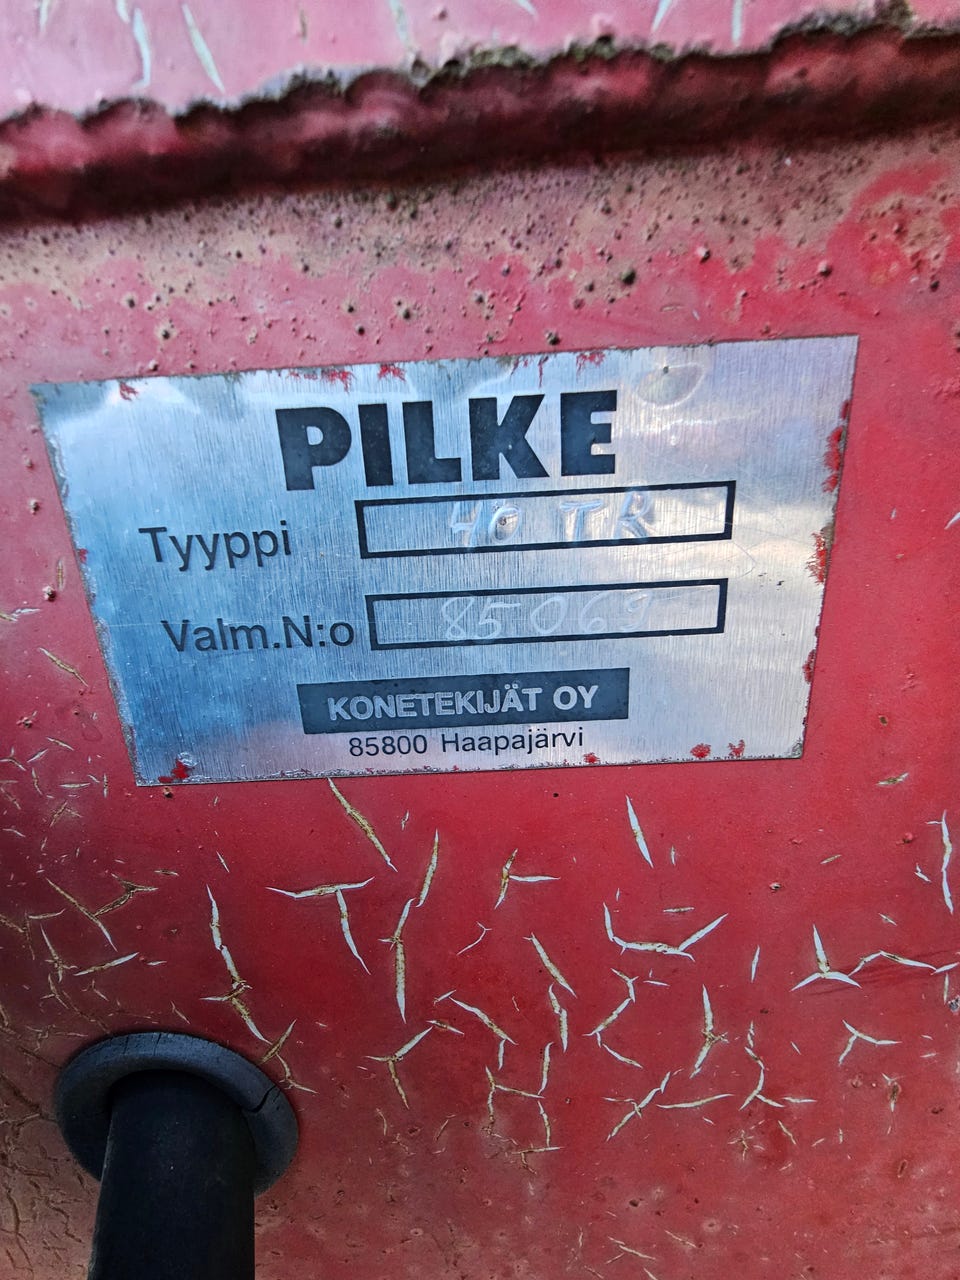 PILKE
Tyyppi 40 TR
Valm.N:o 85069
KONETEKIJÄT OY
85800 Haapajärvi